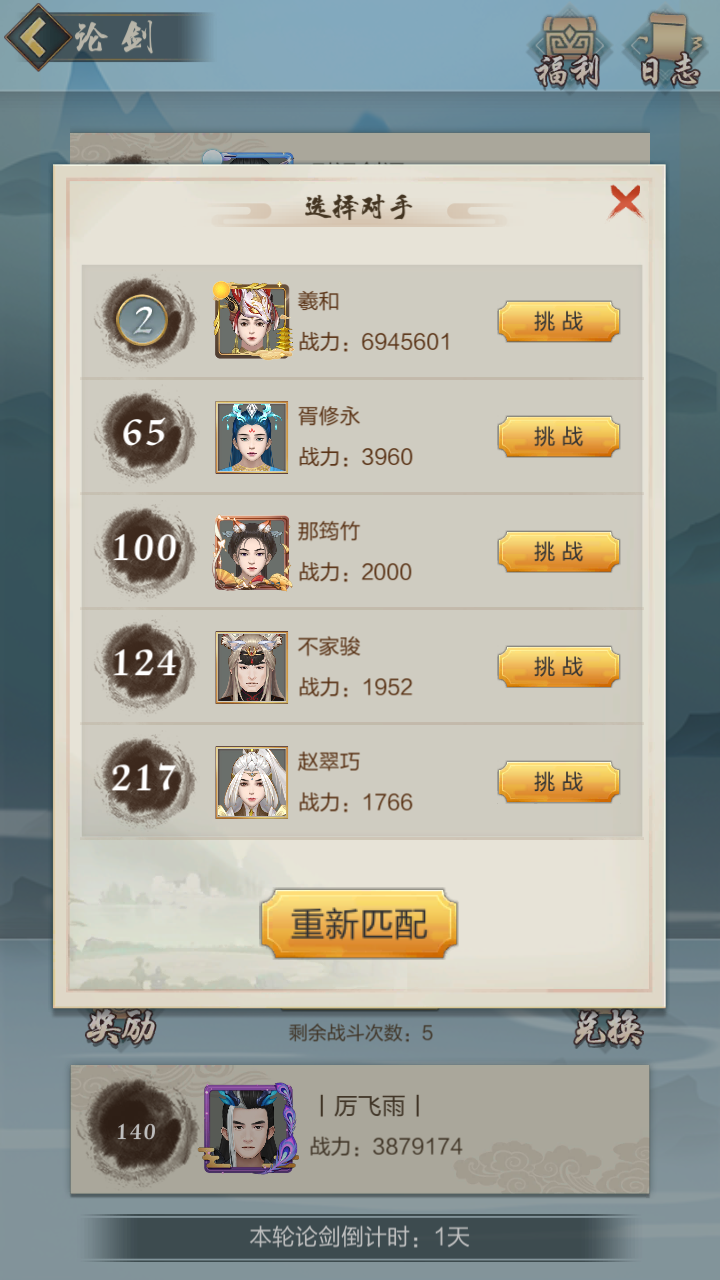 论剑
福利
日志
选择对手
2
羲和
战力：6945601
挑战
65
胥修永
战力：3960
挑战
100
那筠竹
战力：2000
挑战
124
不家骏
战力：1952
挑战
217
赵翠巧
战力：1766
挑战
重新匹配
奖励
剩余战斗次数：5
兑换
140
丨厉飞雨丨
战力：3879174
本轮论剑倒计时：1天